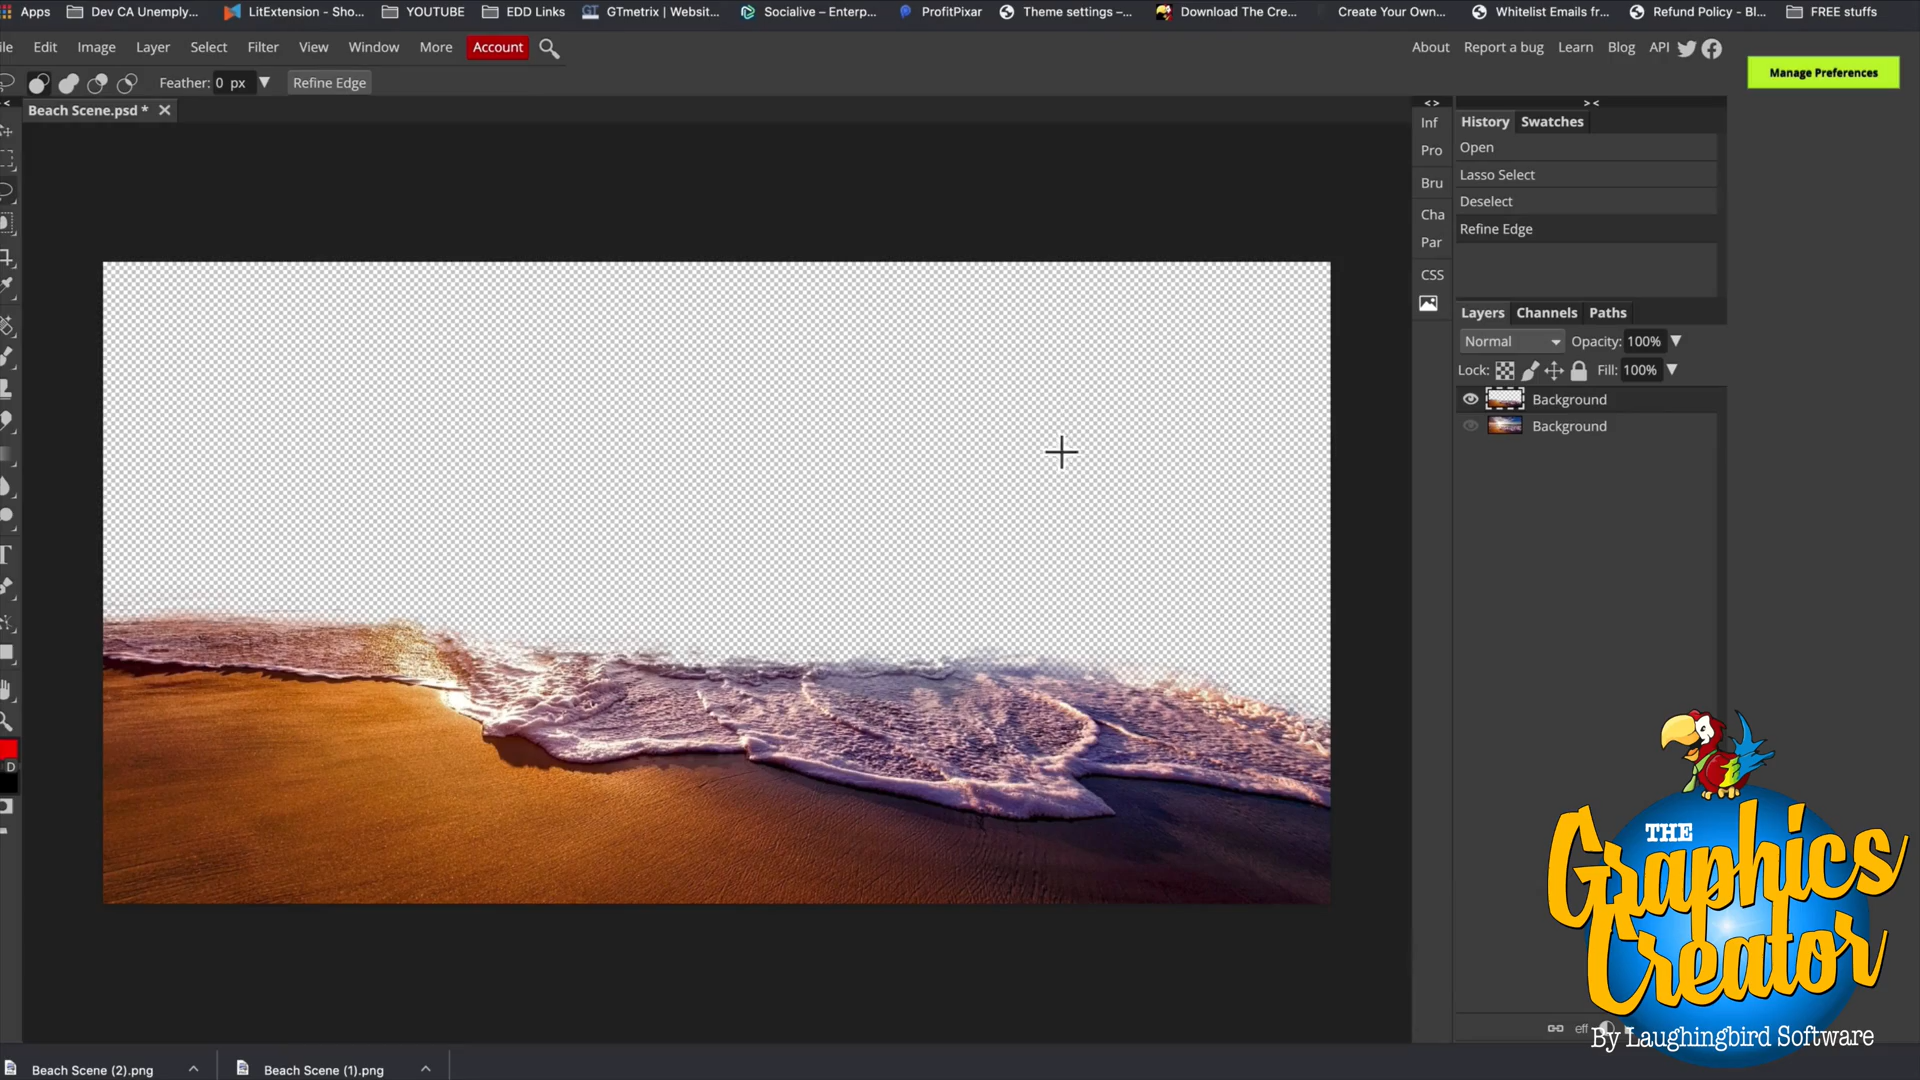 Apps Dev CA Unemply... LitExtension - Sho... YOUTUBE EDD Links GTmetrix | Websit... Socialive – Enterp... ProfitPixar Theme settings –... Download The Cre... Create Your Own... Whitelist Emails fr... Refund Policy - Bl... FREE stuffs
ile Edit Image Layer Select Filter View Window More Account About Report a bug Learn Blog API
Manage Preferences
Feather: 0 px Refine Edge
Beach Scene.psd *
< > > <
Inf
Pro
Bru
Cha
Par
CSS
History Swatches
Open
Lasso Select
Deselect
Refine Edge
Layers Channels Paths
Normal Opacity: 100%
Lock: Fill: 100%
Background
Background
T
D
eff
THE
Graphics
Creator
By Laughingbird Software
Beach Scene (2).png Beach Scene (1).png